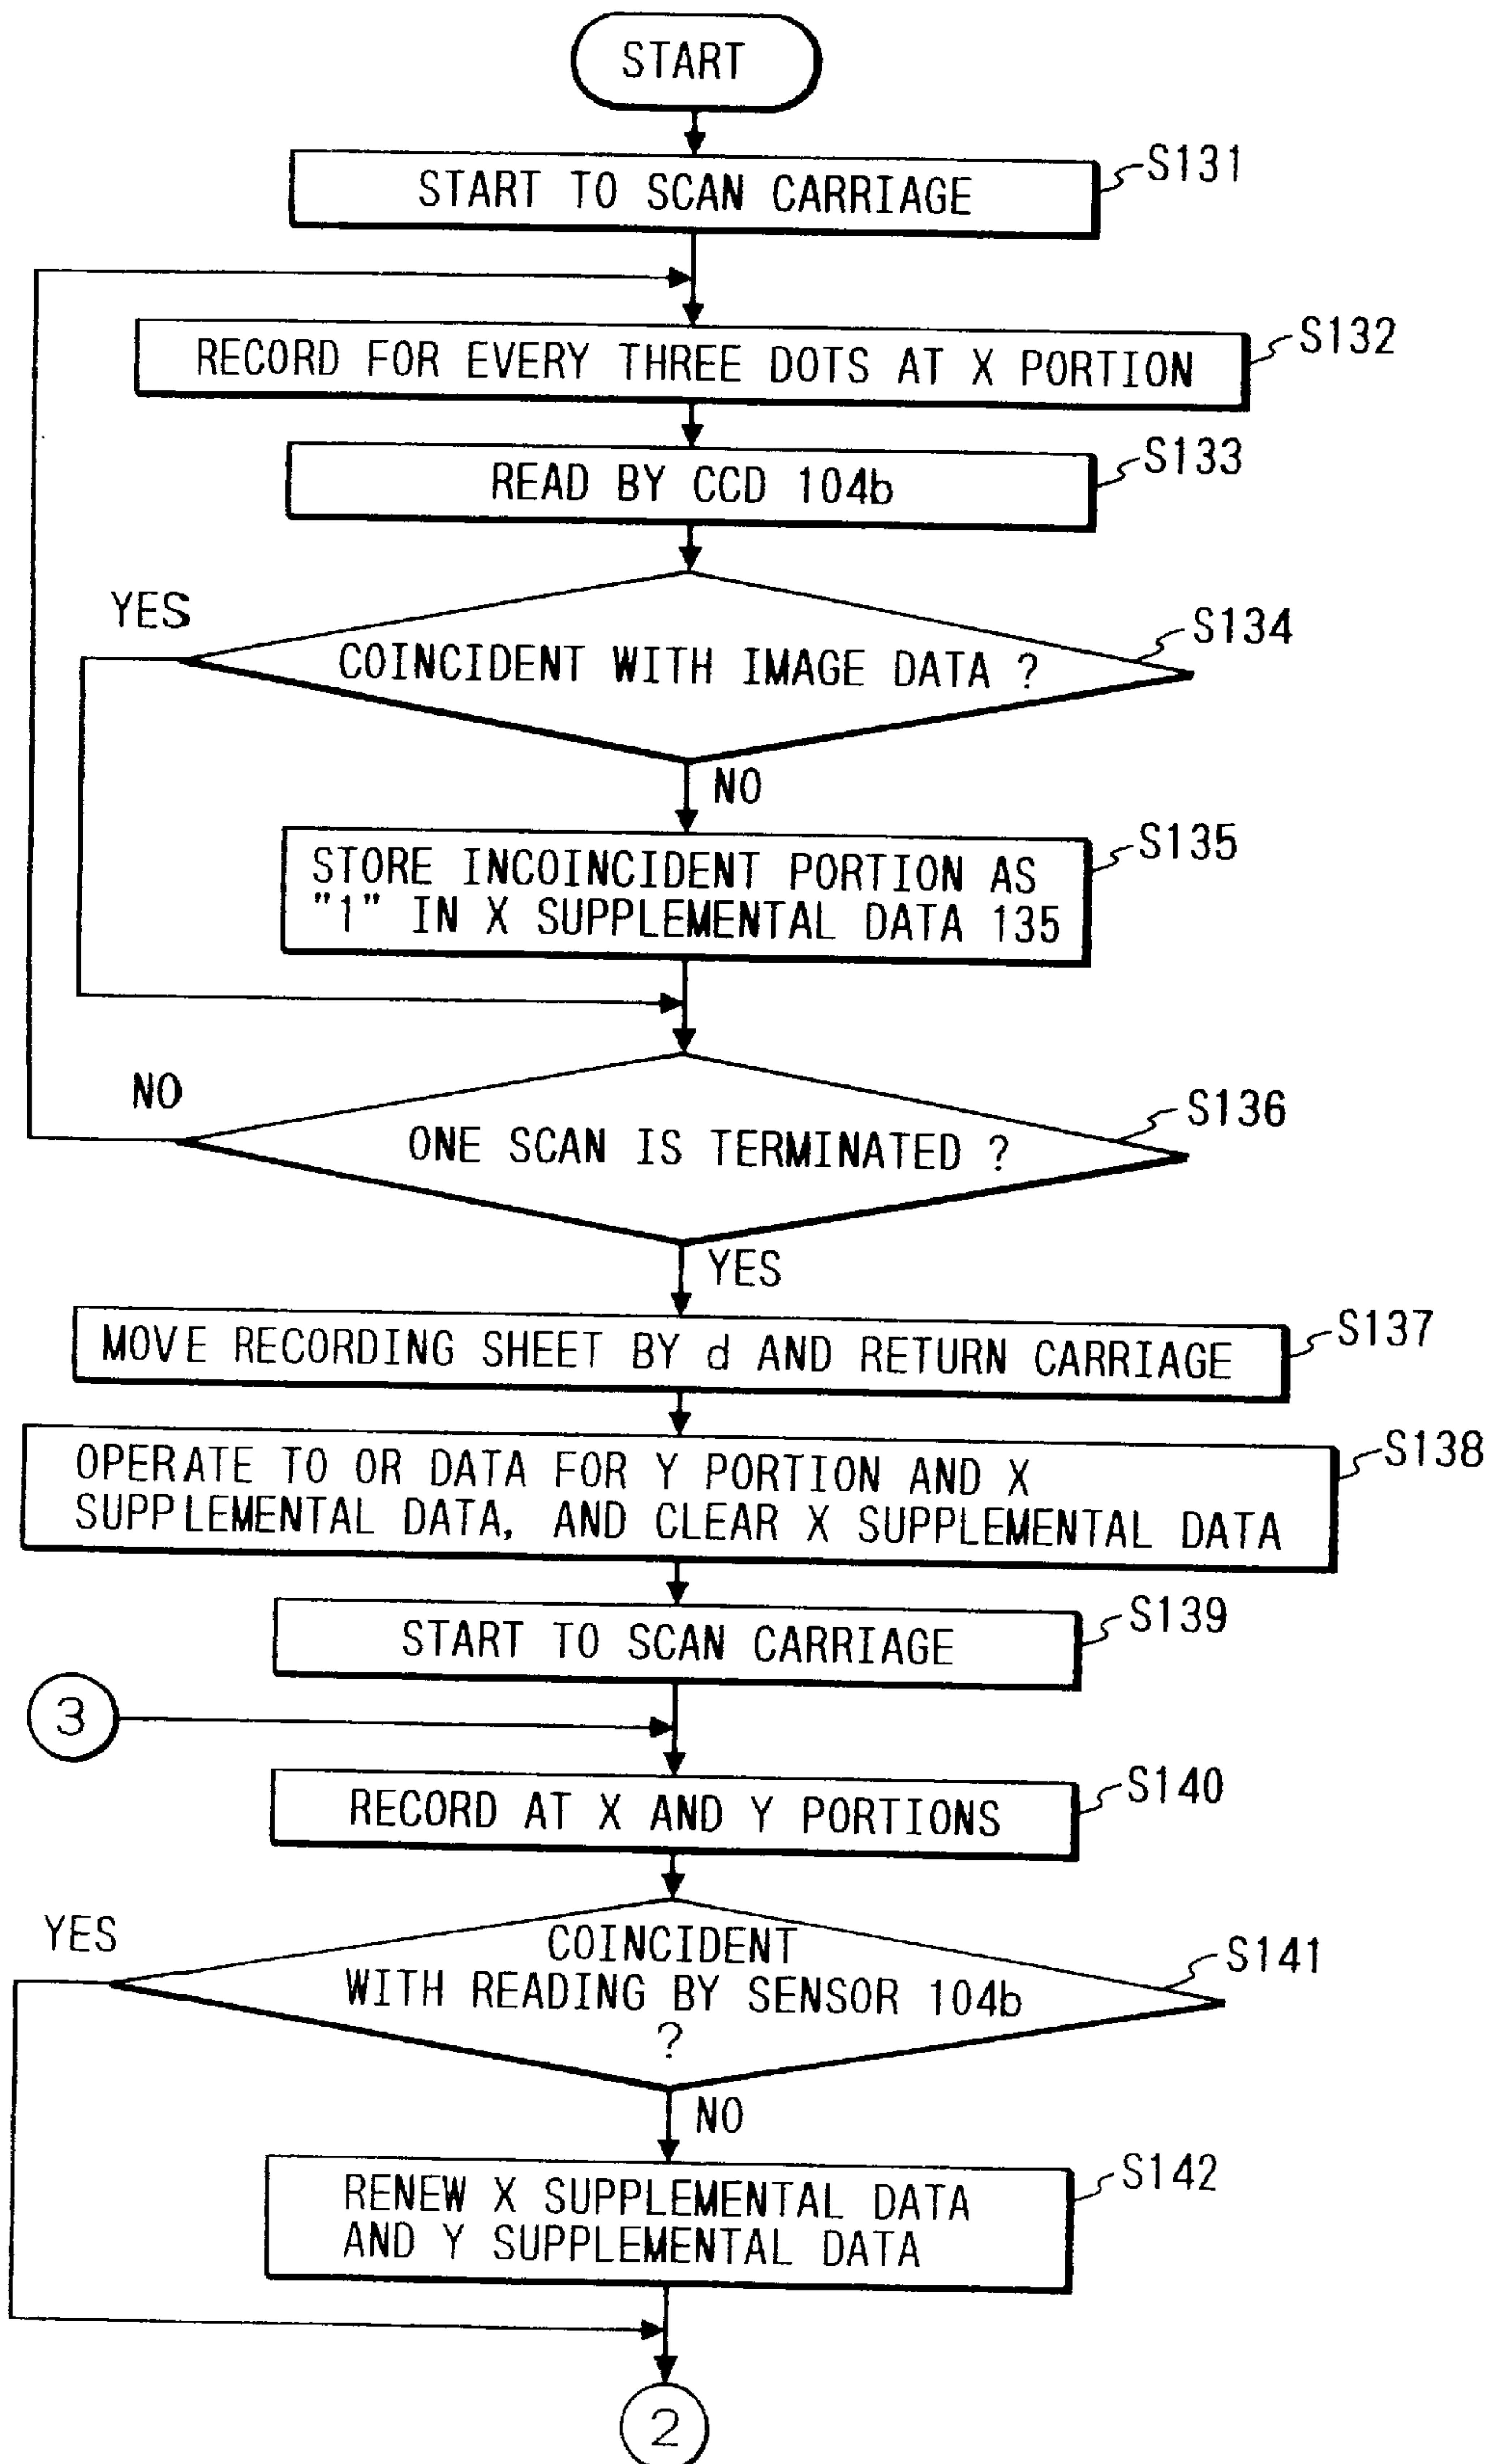 START
START TO SCAN CARRIAGE
S131
RECORD FOR EVERY THREE DOTS AT X PORTION
S132
READ BY CCD 104b
S133
YES
COINCIDENT WITH IMAGE DATA ?
S134
NO
STORE INCOINCIDENT PORTION AS
"1" IN X SUPPLEMENTAL DATA 135
S135
NO
ONE SCAN IS TERMINATED ?
S136
YES
MOVE RECORDING SHEET BY d AND RETURN CARRIAGE
S137
OPERATE TO OR DATA FOR Y PORTION AND X
SUPPLEMENTAL DATA, AND CLEAR X SUPPLEMENTAL DATA
S138
START TO SCAN CARRIAGE
S139
3
RECORD AT X AND Y PORTIONS
S140
YES
COINCIDENT
WITH READING BY SENSOR 104b
?
S141
NO
RENEW X SUPPLEMENTAL DATA
AND Y SUPPLEMENTAL DATA
S142
2